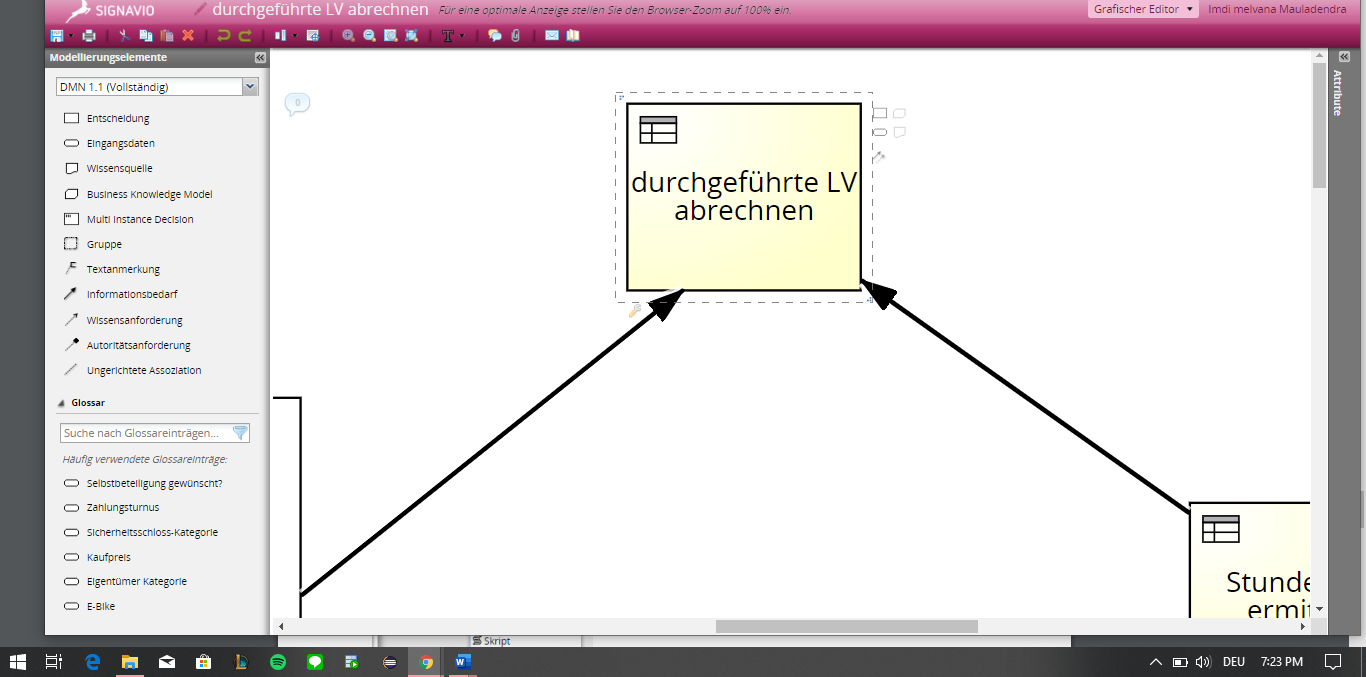 SIGNAVIO
durchgeführte LV abrechnen
Für eine optimale Anzeige stellen Sie den Browser-Zoom auf 100% ein.
Grafischer Editor
Imdi melvana Mauladendra
Modellierungselemente
DMN 1.1 (Vollständig)
Entscheidung
Eingangsdaten
Wissensquelle
Business Knowledge Model
Multi Instance Decision
Gruppe
Textanmerkung
Informationsbedarf
Wissensanforderung
Autoritätsanforderung
Ungerichtete Assoziation
Glossar
Suche nach Glossareinträgen...
Häufig verwendete Glossareinträge:
Selbstbeteiligung gewünscht?
Zahlungsturnus
Sicherheitsschloss-Kategorie
Kaufpreis
Eigentümer Kategorie
E-Bike
0
durchgeführte LV
abrechnen
Stunde
ermit
Attribute
Skript
DEU
7:23 PM